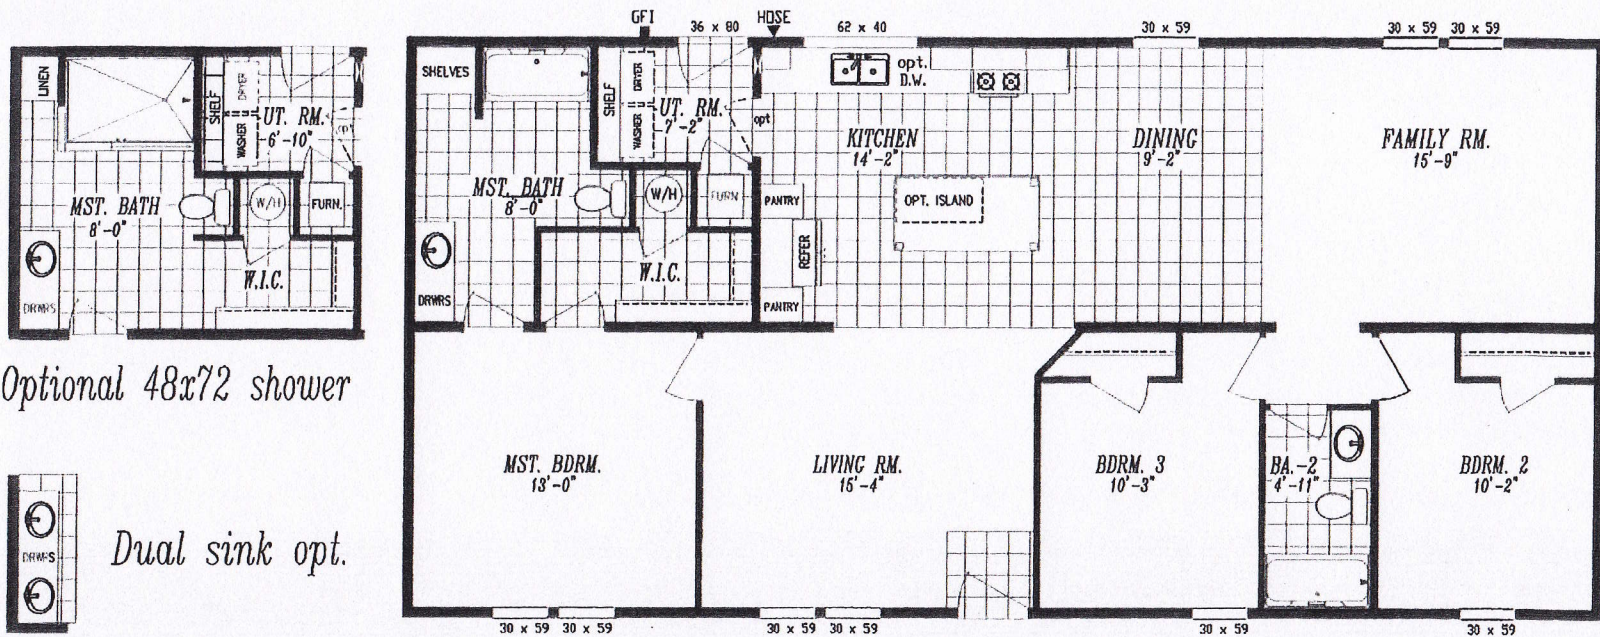 GFI
36 x 80
HOSE
62 x 40
30 x 59
30 x 59
30 x 59
LINEN
SHELF
DRYER
WASHER
UT. RM.
6'-10"
opt
MST. BATH
8'-0"
W/H
FURN.
W.I.C.
DRWRS
Optional 48x72 shower
DRWRS
Dual sink opt.
SHELVES
SHELF
DRYER
WASHER
UT. RM.
7'-2"
opt
MST. BATH
8'-0"
W/H
FURN
W.I.C.
DRWRS
opt.
D.W.
KITCHEN
14'-2"
PANTRY
REFER
PANTRY
OPT. ISLAND
DINING
9'-2"
FAMILY RM.
15'-9"
MST. BDRM.
13'-0"
LIVING RM.
15'-4"
BDRM. 3
10'-3"
BA.-2
4'-11"
BDRM. 2
10'-2"
30 x 59
30 x 59
30 x 59
30 x 59
30 x 59
30 x 59